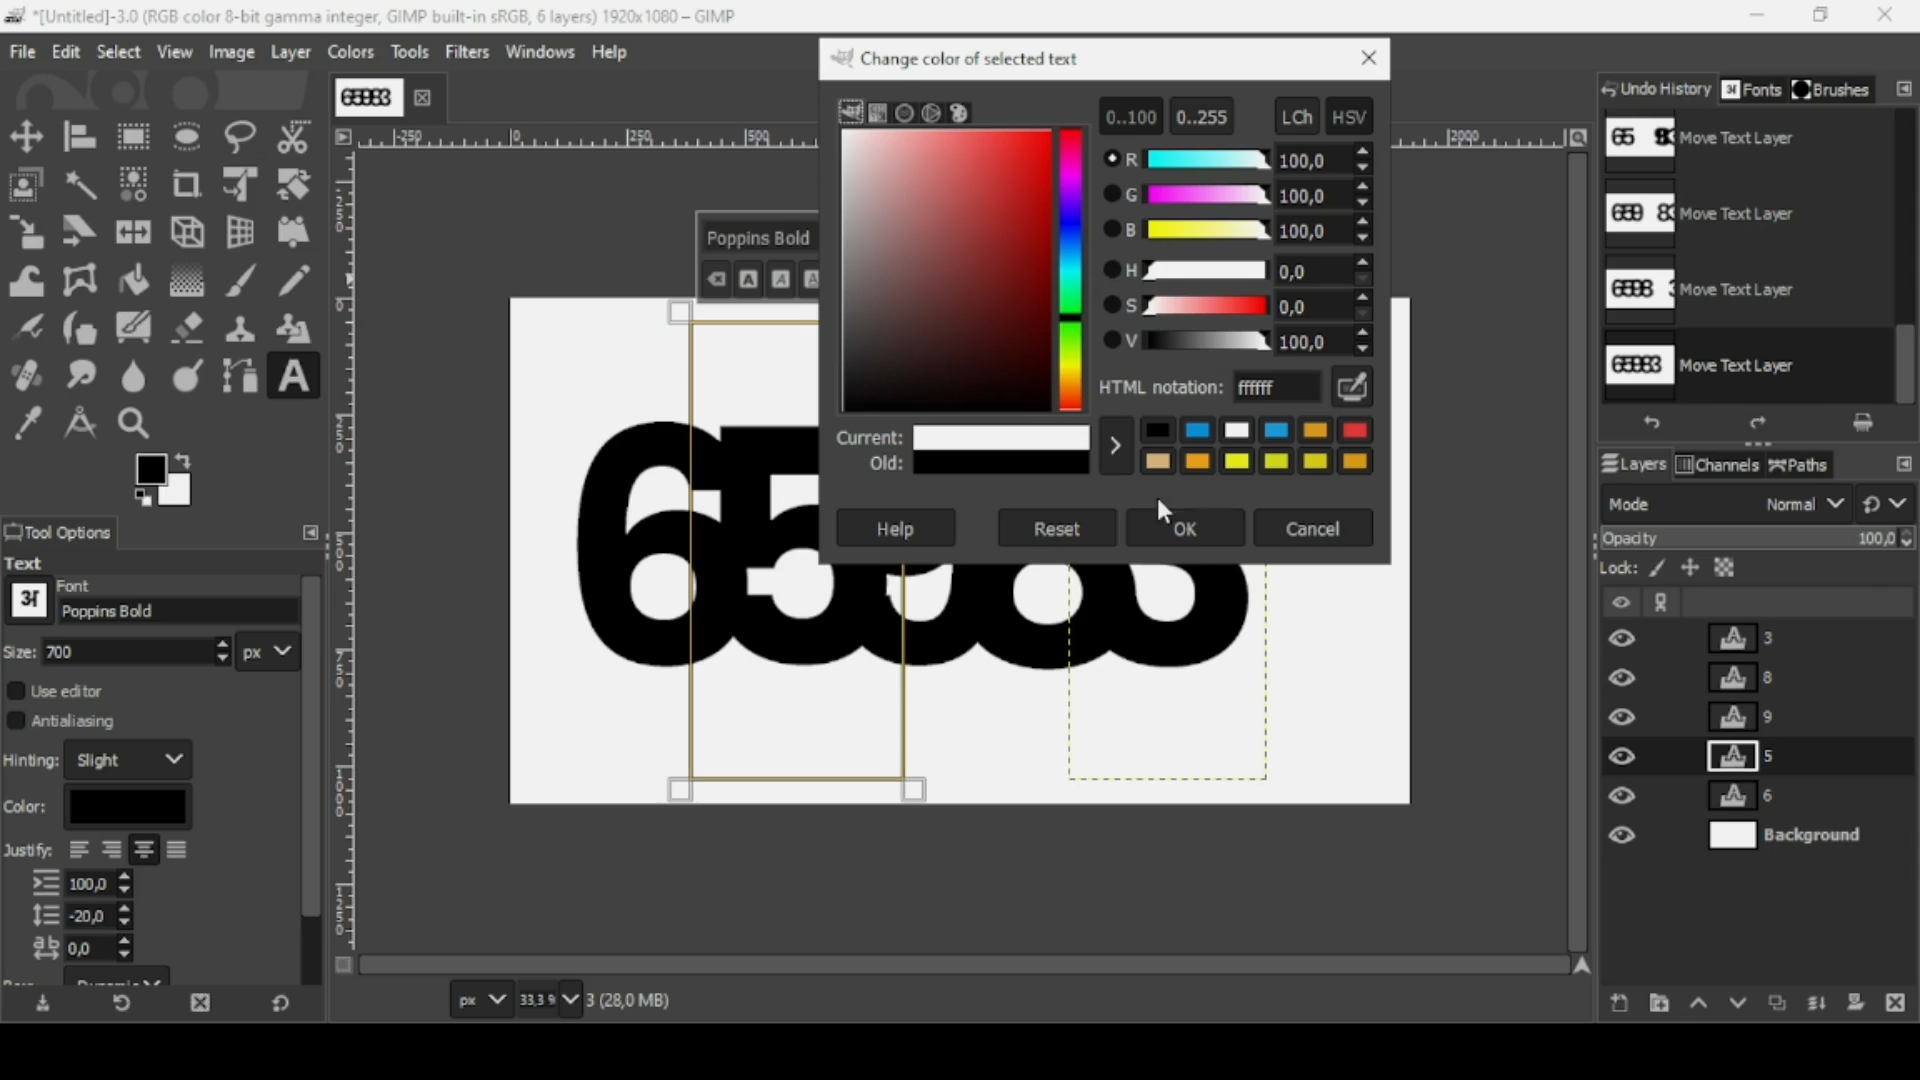 *[Untitled]-3.0 (RGB color 8-bit gamma integer, GIMP built-in sRGB, 6 layers) 1920x1080 – GIMP
File Edit Select View Image Layer Colors Tools Filters Windows Help
Change color of selected text
Undo History Fonts Brushes
-250 0 250 500 2000
0..100 0..255 LCh HSV
R 100,0
G 100,0
B 100,0
H 0,0
S 0,0
V 100,0
HTML notation: ffffff
Current:
Old:
Help Reset OK Cancel
Poppins Bold
65983
Move Text Layer
Move Text Layer
Move Text Layer
Move Text Layer
Layers Channels Paths
Mode Normal
Opacity 100,0
Lock:
3
8
9
5
6
Background
Tool Options
Text
Font
Poppins Bold
Size: 700 px
Use editor
Antialiasing
Hinting: Slight
Color:
Justify:
100,0
-20,0
0,0
px 33,3 % 3 (28,0 MB)